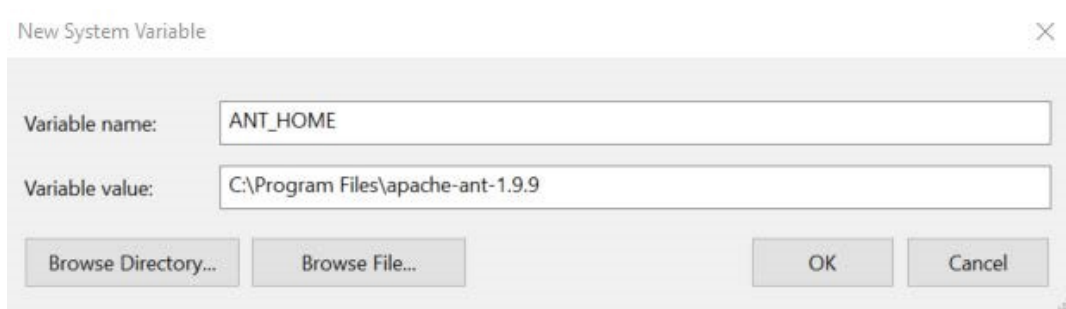 New System Variable
Variable name: ANT_HOME
Variable value: C:\Program Files\apache-ant-1.9.9
Browse Directory... Browse File... OK Cancel